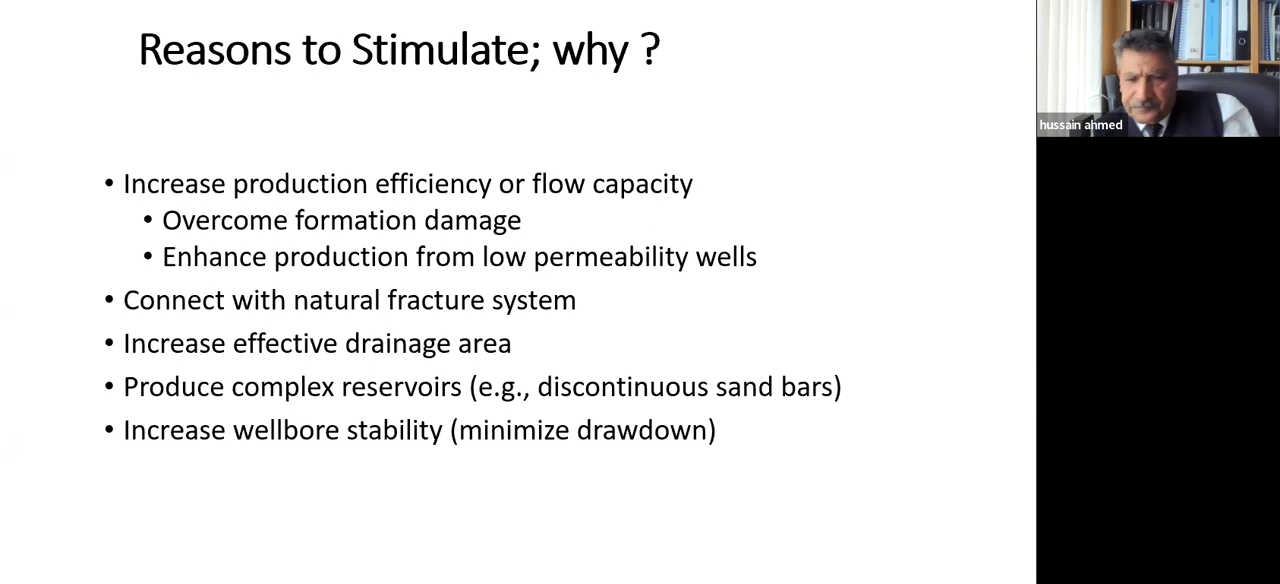 Reasons to Stimulate; why ?
• Increase production efficiency or flow capacity
• Overcome formation damage
• Enhance production from low permeability wells
• Connect with natural fracture system
• Increase effective drainage area
• Produce complex reservoirs (e.g., discontinuous sand bars)
• Increase wellbore stability (minimize drawdown)
hussain ahmed